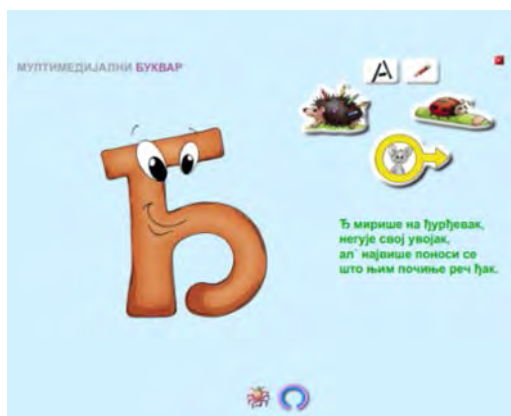 МУЛТИМЕДИЈАЛНИ БУКВАР
А
Ђ
Ђ мирише на ђурђевак,
негује свој увојак,
ал` највише поноси се
што њим почиње реч ђак.